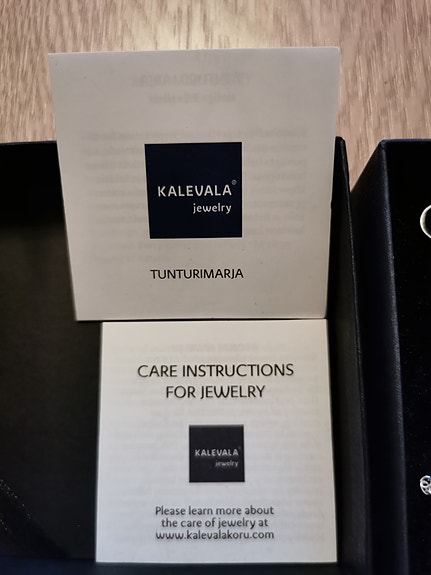 KALEVALA®
jewelry
TUNTURIMARJA
CARE INSTRUCTIONS
FOR JEWELRY
KALEVALA®
jewelry
Please learn more about
the care of jewelry at
www.kalevalakoru.com